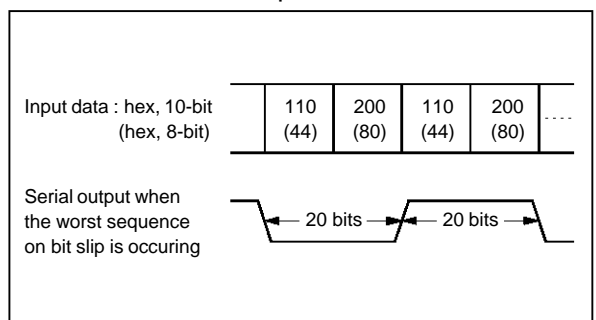 Input data : hex, 10-bit
(hex, 8-bit)
110 200 110 200 ....
(44) (80) (44) (80)
Serial output when
the worst sequence
on bit slip is occuring
20 bits 20 bits